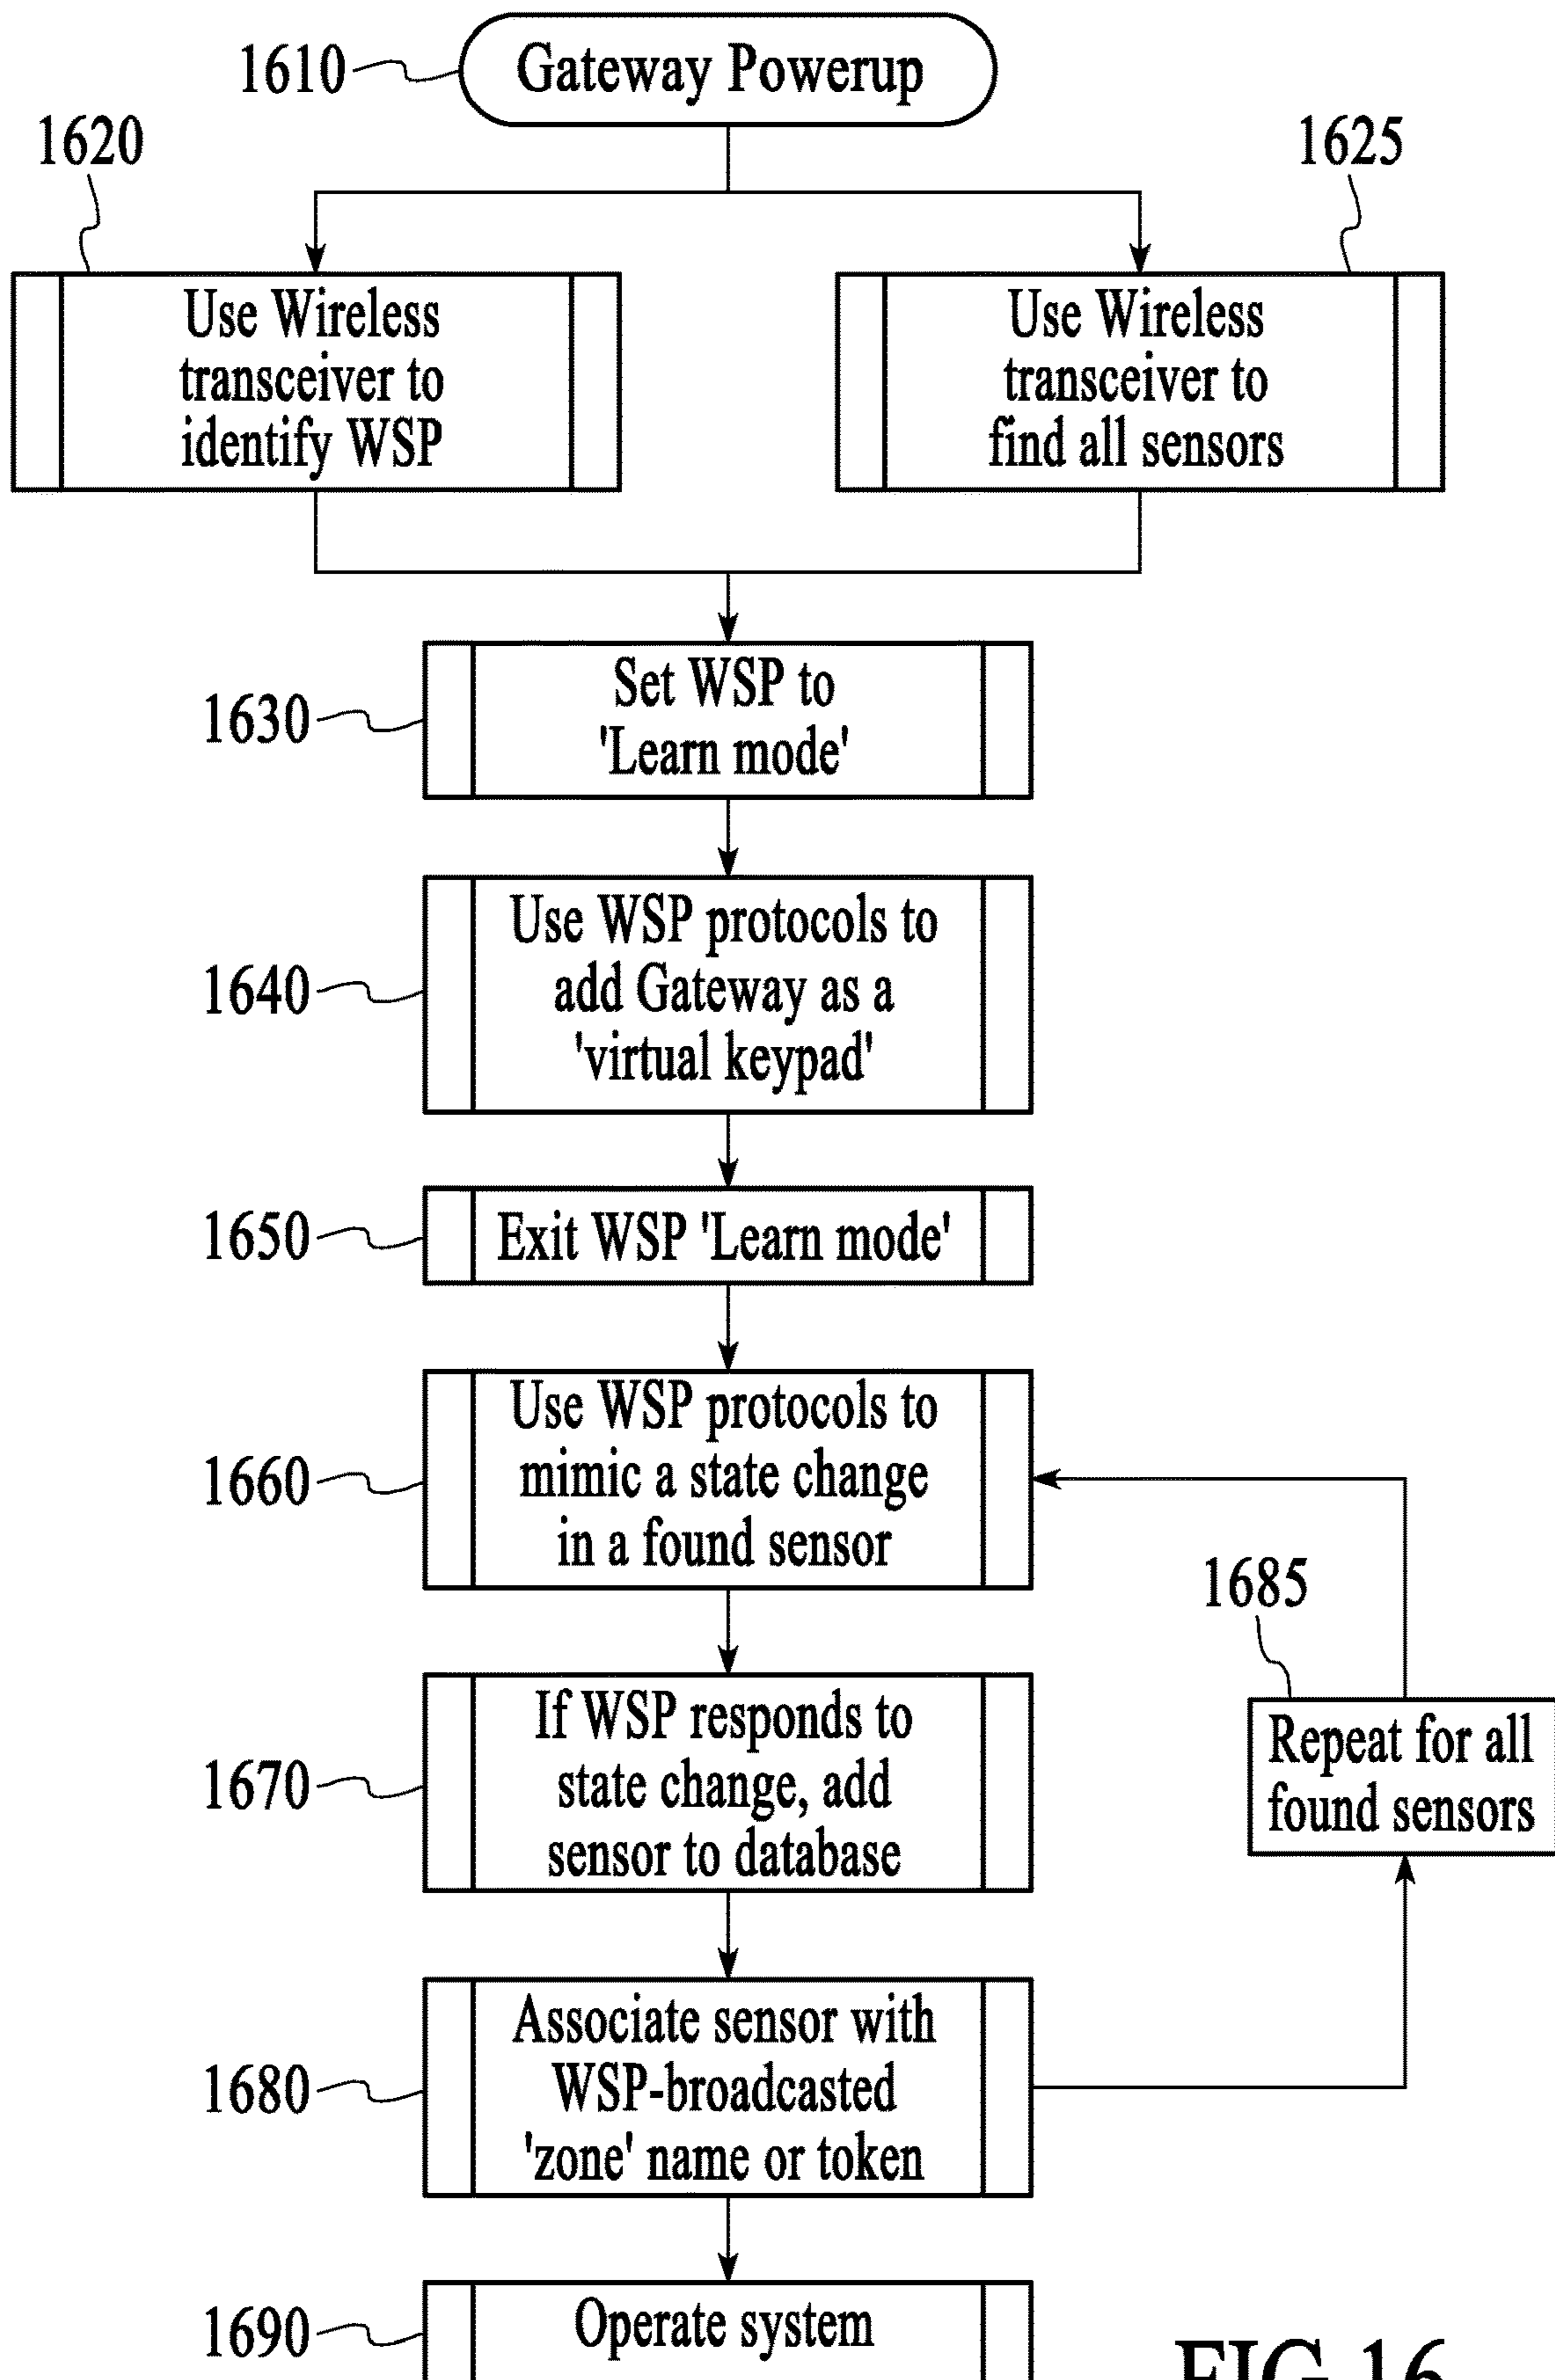 1610
Gateway Powerup
1620
1625
Use Wireless
transceiver to
identify WSP
Use Wireless
transceiver to
find all sensors
1630
Set WSP to
'Learn mode'
1640
Use WSP protocols to
add Gateway as a
'virtual keypad'
1650
Exit WSP 'Learn mode'
1660
Use WSP protocols to
mimic a state change
in a found sensor
1685
Repeat for all
found sensors
1670
If WSP responds to
state change, add
sensor to database
1680
Associate sensor with
WSP-broadcasted
'zone' name or token
1690
Operate system
FIG 16